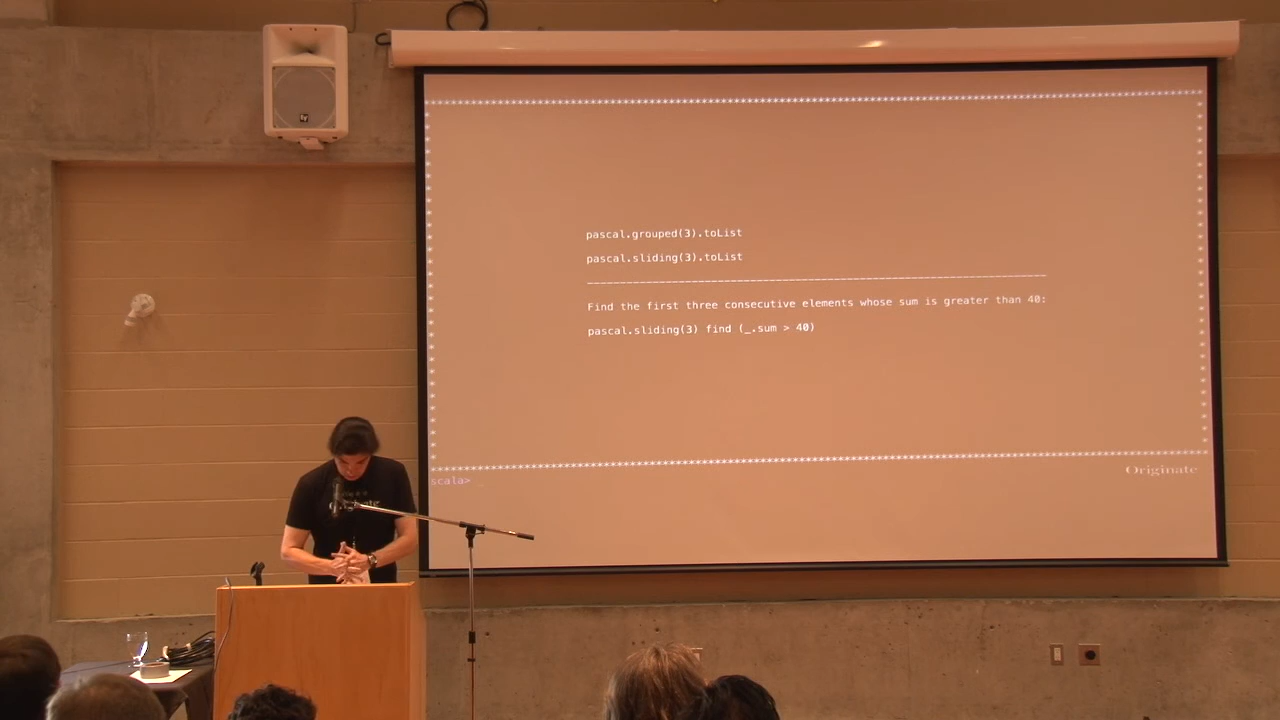 pascal.grouped(3).toList
pascal.sliding(3).toList
Find the first three consecutive elements whose sum is greater than 40:
pascal.sliding(3) find (_.sum > 40)
Originate
scala> _